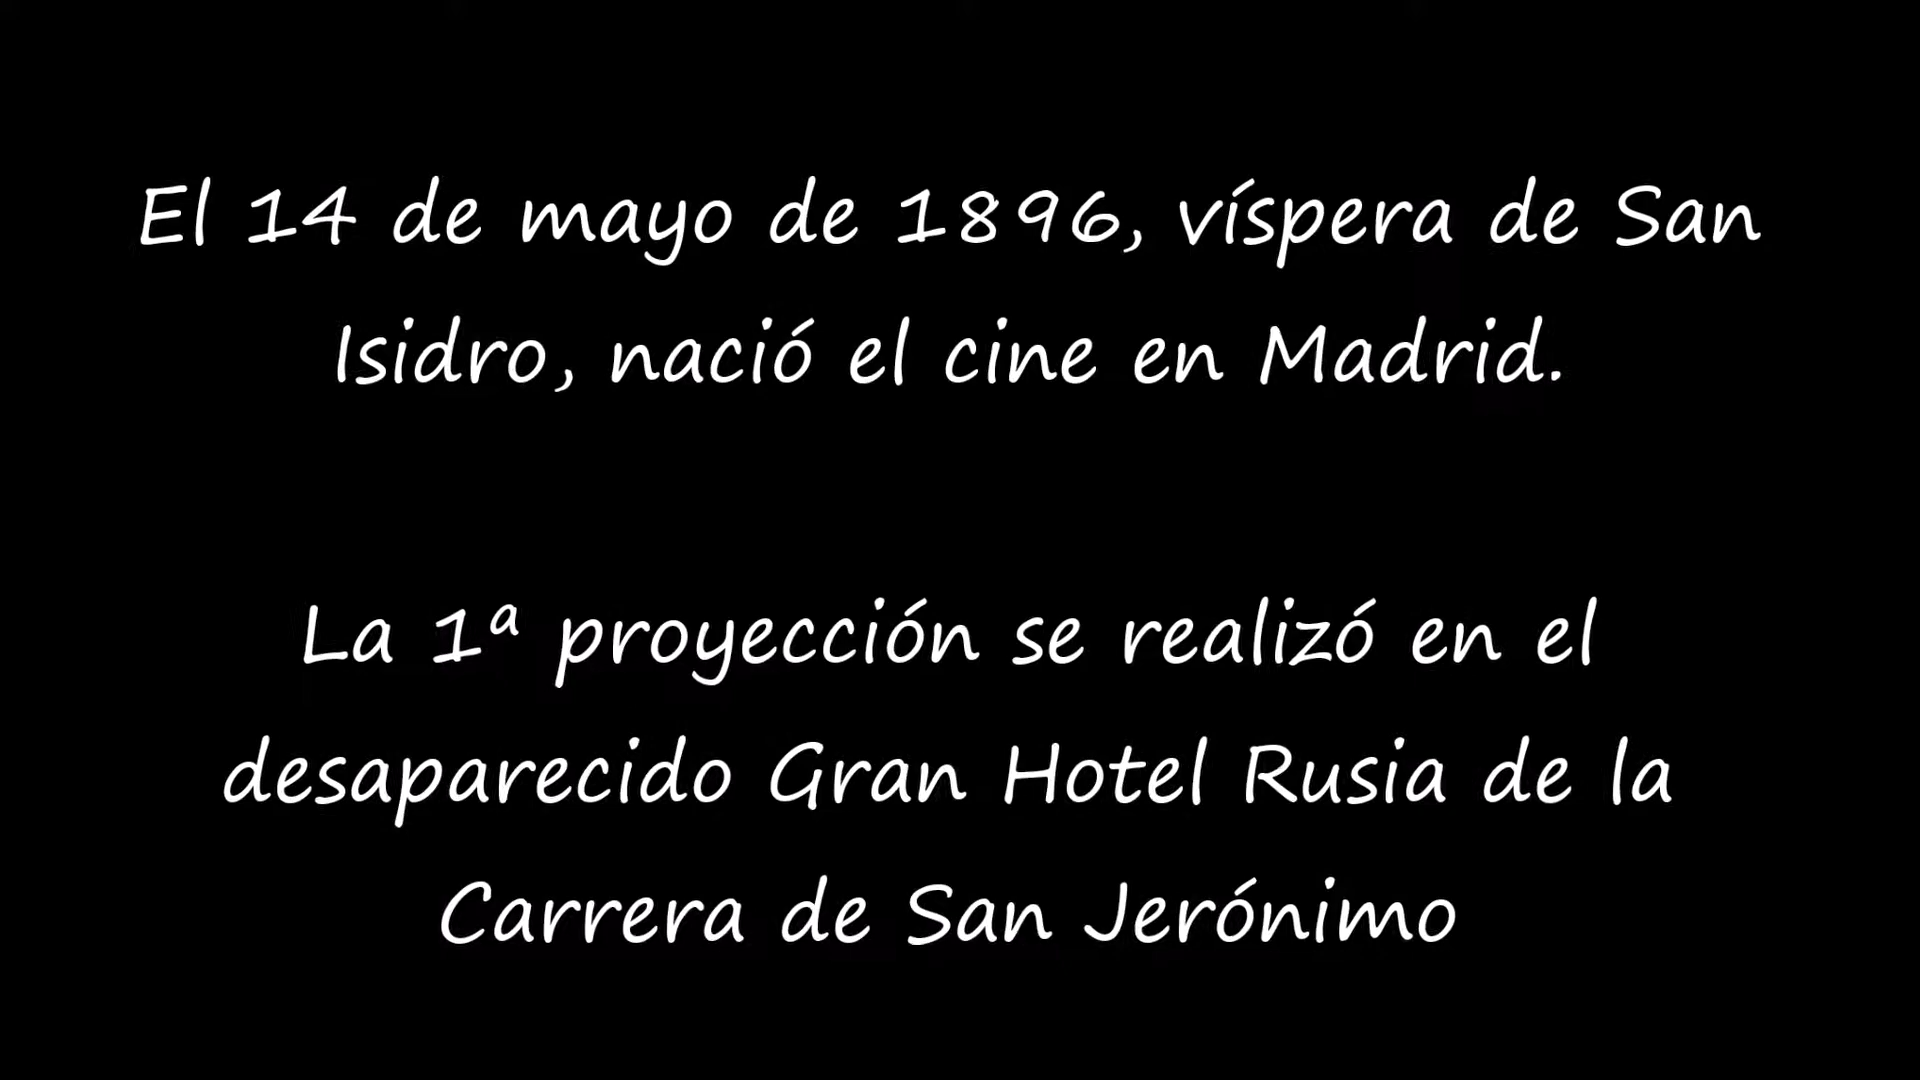 El 14 de mayo de 1896, víspera de San
Isidro, nació el cine en Madrid.
La 1ª proyección se realizó en el
desaparecido Gran Hotel Rusia de la
Carrera de San Jerónimo